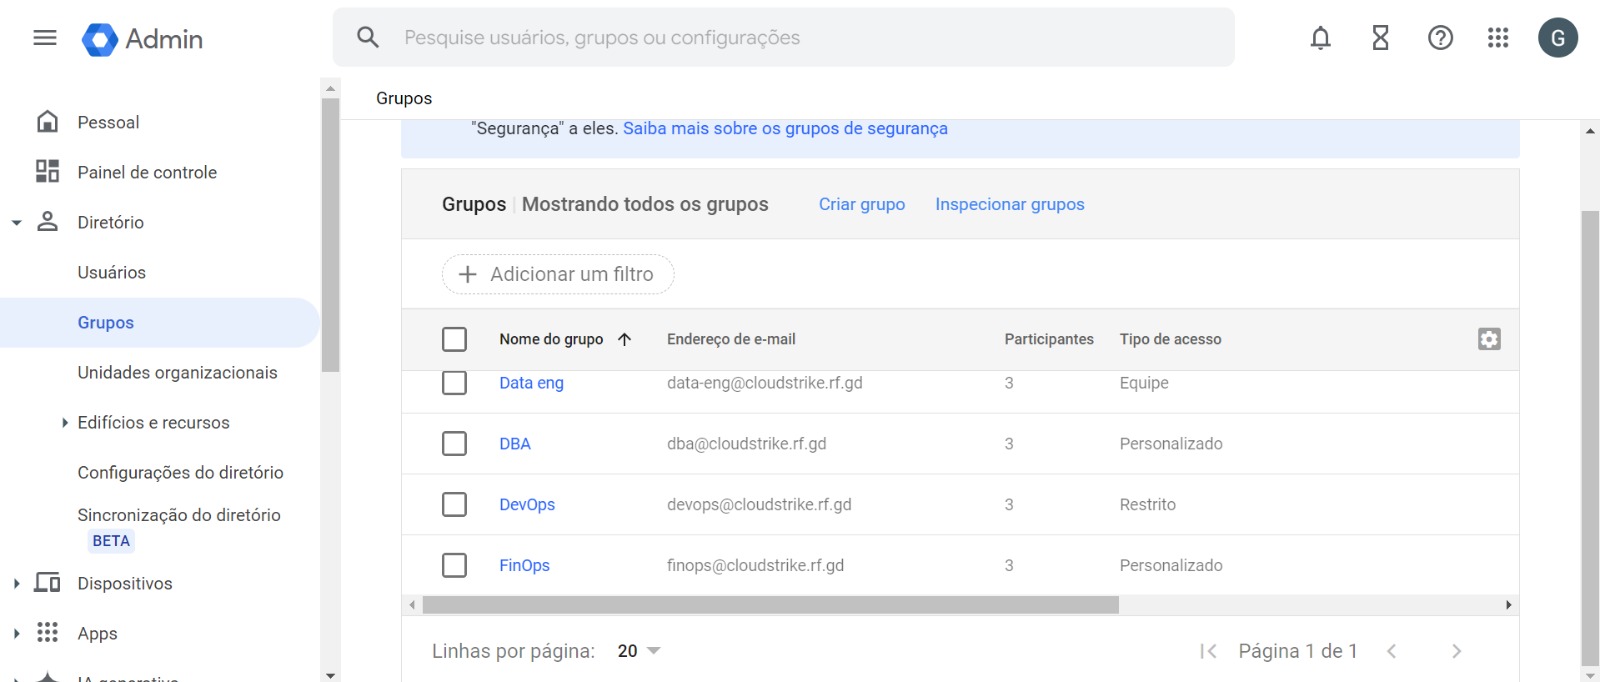 Admin
Pesquise usuários, grupos ou configurações
G
Pessoal
Painel de controle
Diretório
Usuários
Grupos
Unidades organizacionais
Edifícios e recursos
Configurações do diretório
Sincronização do diretório
BETA
Dispositivos
Apps
IA generativa
Grupos
"Segurança" a eles. Saiba mais sobre os grupos de segurança
Grupos | Mostrando todos os grupos Criar grupo Inspecionar grupos
Adicionar um filtro
Nome do grupo Endereço de e-mail Participantes Tipo de acesso
Data eng data-eng@cloudstrike.rf.gd 3 Equipe
DBA dba@cloudstrike.rf.gd 3 Personalizado
DevOps devops@cloudstrike.rf.gd 3 Restrito
FinOps finops@cloudstrike.rf.gd 3 Personalizado
Linhas por página: 20 Página 1 de 1